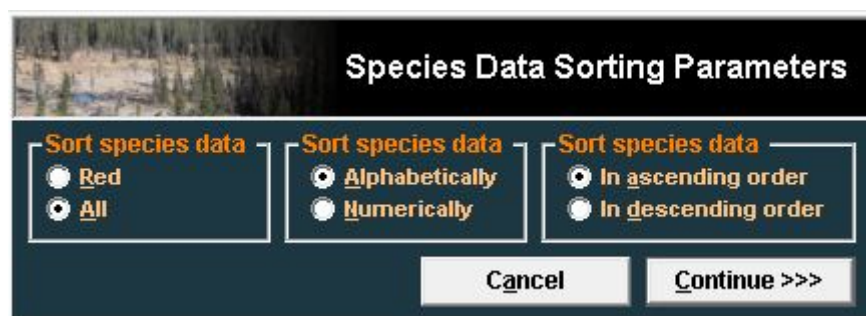 Species Data Sorting Parameters
Sort species data
Red
All
Sort species data
Alphabetically
Numerically
Sort species data
In ascending order
In descending order
Cancel
Continue >>>